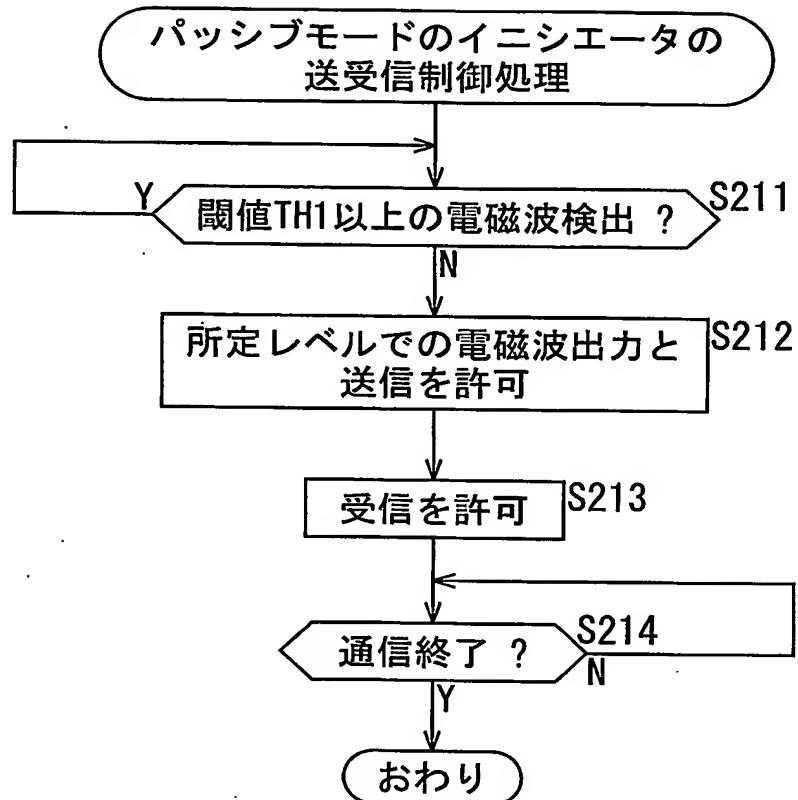 パッシブモードのイニシエータの
送受信制御処理
Y
閾値TH1以上の電磁波検出 ?
S211
N
所定レベルでの電磁波出力と
送信を許可
S212
受信を許可
S213
通信終了 ?
S214
N
Y
おわり